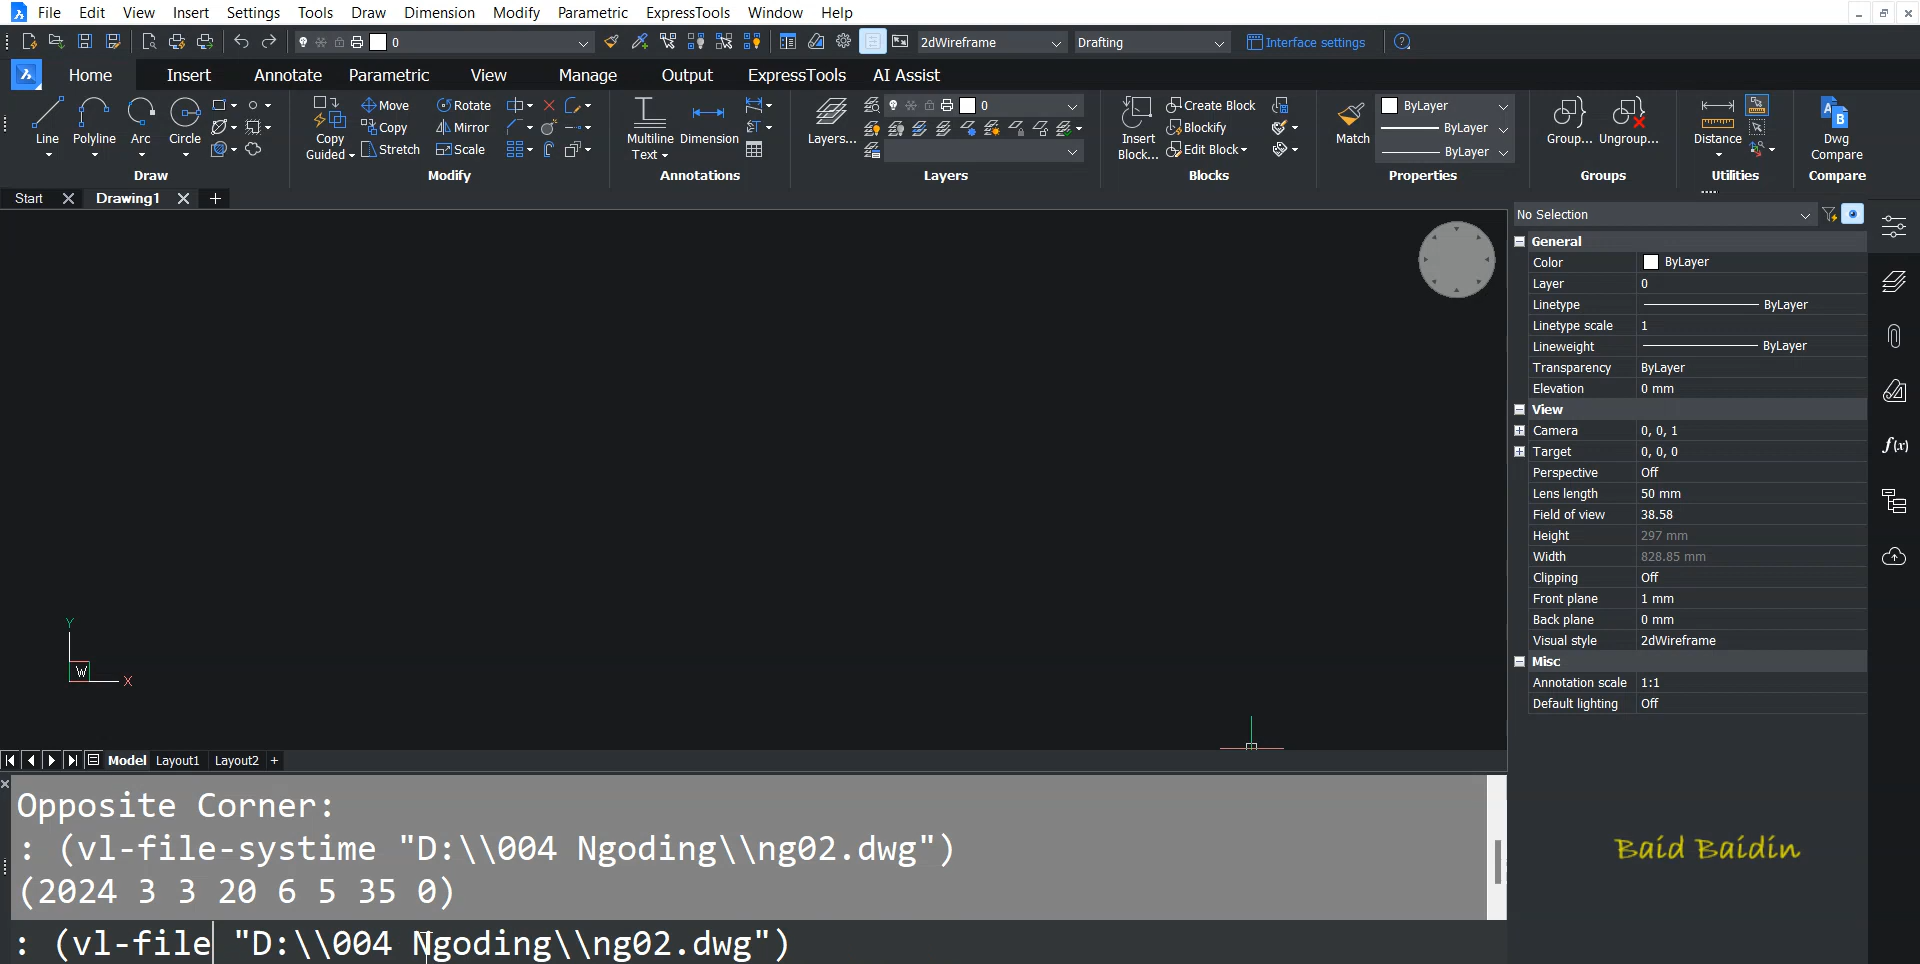 File Edit View Insert Settings Tools Draw Dimension Modify Parametric ExpressTools Window Help
0 2dWireframe Drafting Interface settings
Home Insert Annotate Parametric View Manage Output ExpressTools AI Assist
Line Polyline Arc Circle
Draw
Copy Guided Move Copy Stretch Rotate Mirror Scale
Modify
Multiline Text Dimension
Annotations
Layers... 0
Layers
Insert Block... Create Block Blockify Edit Block
Blocks
Match ByLayer ByLayer ByLayer
Properties
Group... Ungroup...
Groups
Distance
Utilities
Dwg Compare
Compare
Start Drawing1
No Selection
General
Color ByLayer
Layer 0
Linetype ByLayer
Linetype scale 1
Lineweight ByLayer
Transparency ByLayer
Elevation 0 mm
View
Camera 0, 0, 1
Target 0, 0, 0
Perspective Off
Lens length 50 mm
Field of view 38.58
Height 297 mm
Width 828.85 mm
Clipping Off
Front plane 1 mm
Back plane 0 mm
Visual style 2dWireframe
Misc
Annotation scale 1:1
Default lighting Off
f(x)
Y
W X
Model Layout1 Layout2 +
Opposite Corner:
: (vl-file-systime "D:\\004 Ngoding\\ng02.dwg")
(2024 3 3 20 6 5 35 0)
: (vl-file "D:\\004 Ngoding\\ng02.dwg")
Baid Baidin